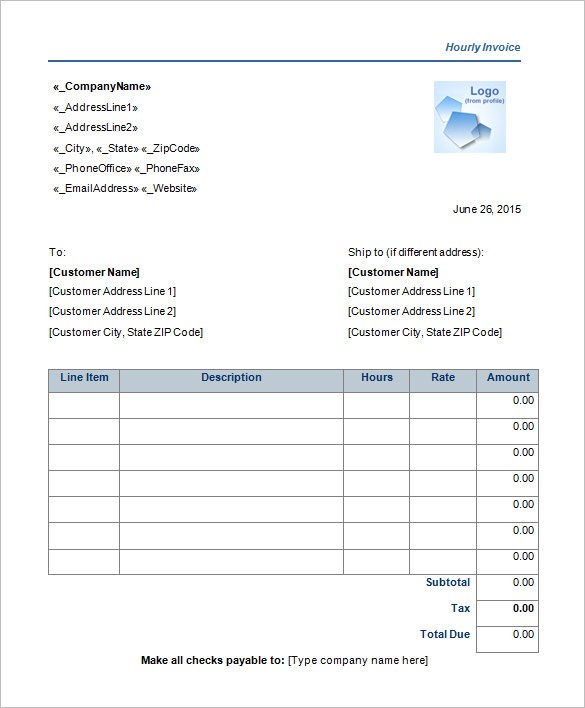 Hourly Invoice
«_CompanyName»
«_AddressLine1»
«_AddressLine2»
«_City», «_State» «_ZipCode»
«_PhoneOffice» «_PhoneFax»
«_EmailAddress» «_Website»
Logo
(from profile)
June 26, 2015
To:
[Customer Name]
[Customer Address Line 1]
[Customer Address Line 2]
[Customer City, State ZIP Code]
Ship to (if different address):
[Customer Name]
[Customer Address Line 1]
[Customer Address Line 2]
[Customer City, State ZIP Code]
Line Item Description Hours Rate Amount
0.00
0.00
0.00
0.00
0.00
0.00
0.00
Subtotal 0.00
Tax 0.00
Total Due 0.00
Make all checks payable to: [Type company name here]